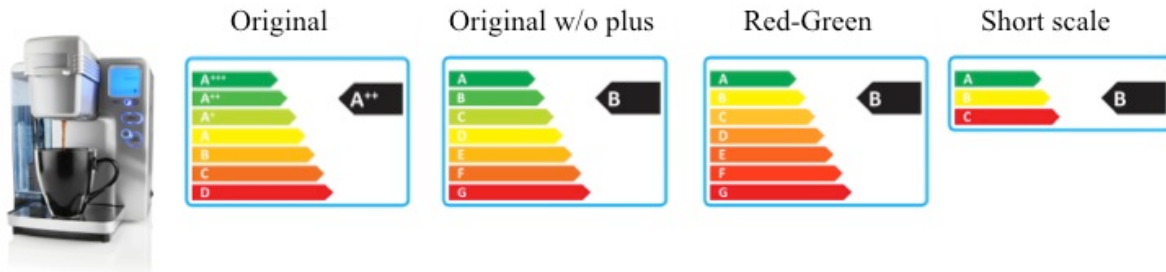 Original
A+++
A++
A+
A
B
C
D
A++
Original w/o plus
A
B
C
D
E
F
G
B
Red-Green
A
B
C
D
E
F
G
B
Short scale
A
B
C
B